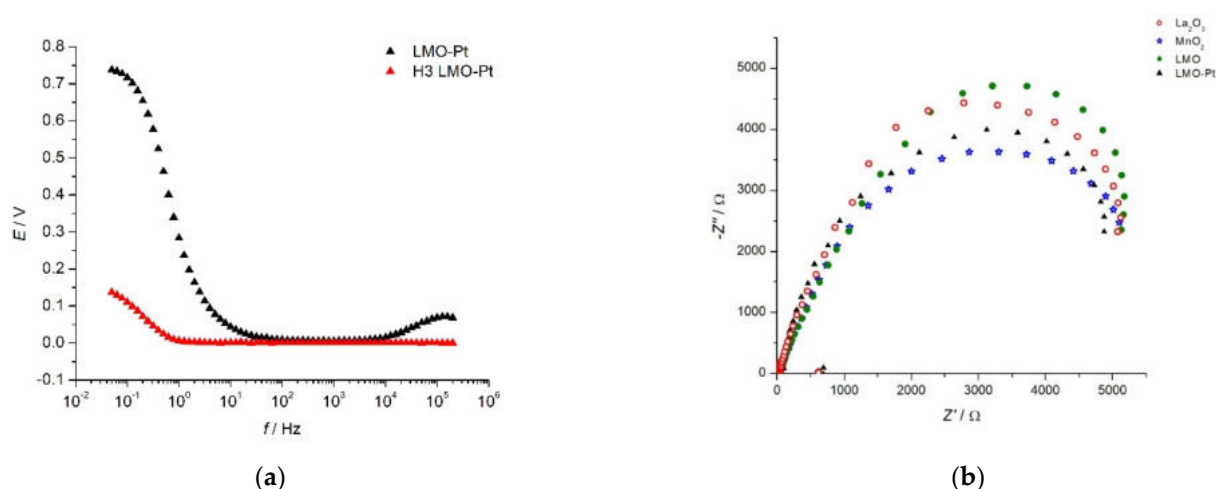 0.8
0.7
0.6
0.5
0.4
0.3
0.2
0.1
0.0
-0.1
E / V
10⁻² 10⁻¹ 10⁰ 10¹ 10² 10³ 10⁴ 10⁵ 10⁶
f / Hz
LMO-Pt
H3 LMO-Pt
(a)
5000
4000
3000
2000
1000
0
-Z'' / Ω
0 1000 2000 3000 4000 5000
Z' / Ω
La₂O₃
MnO₂
LMO
LMO-Pt
(b)